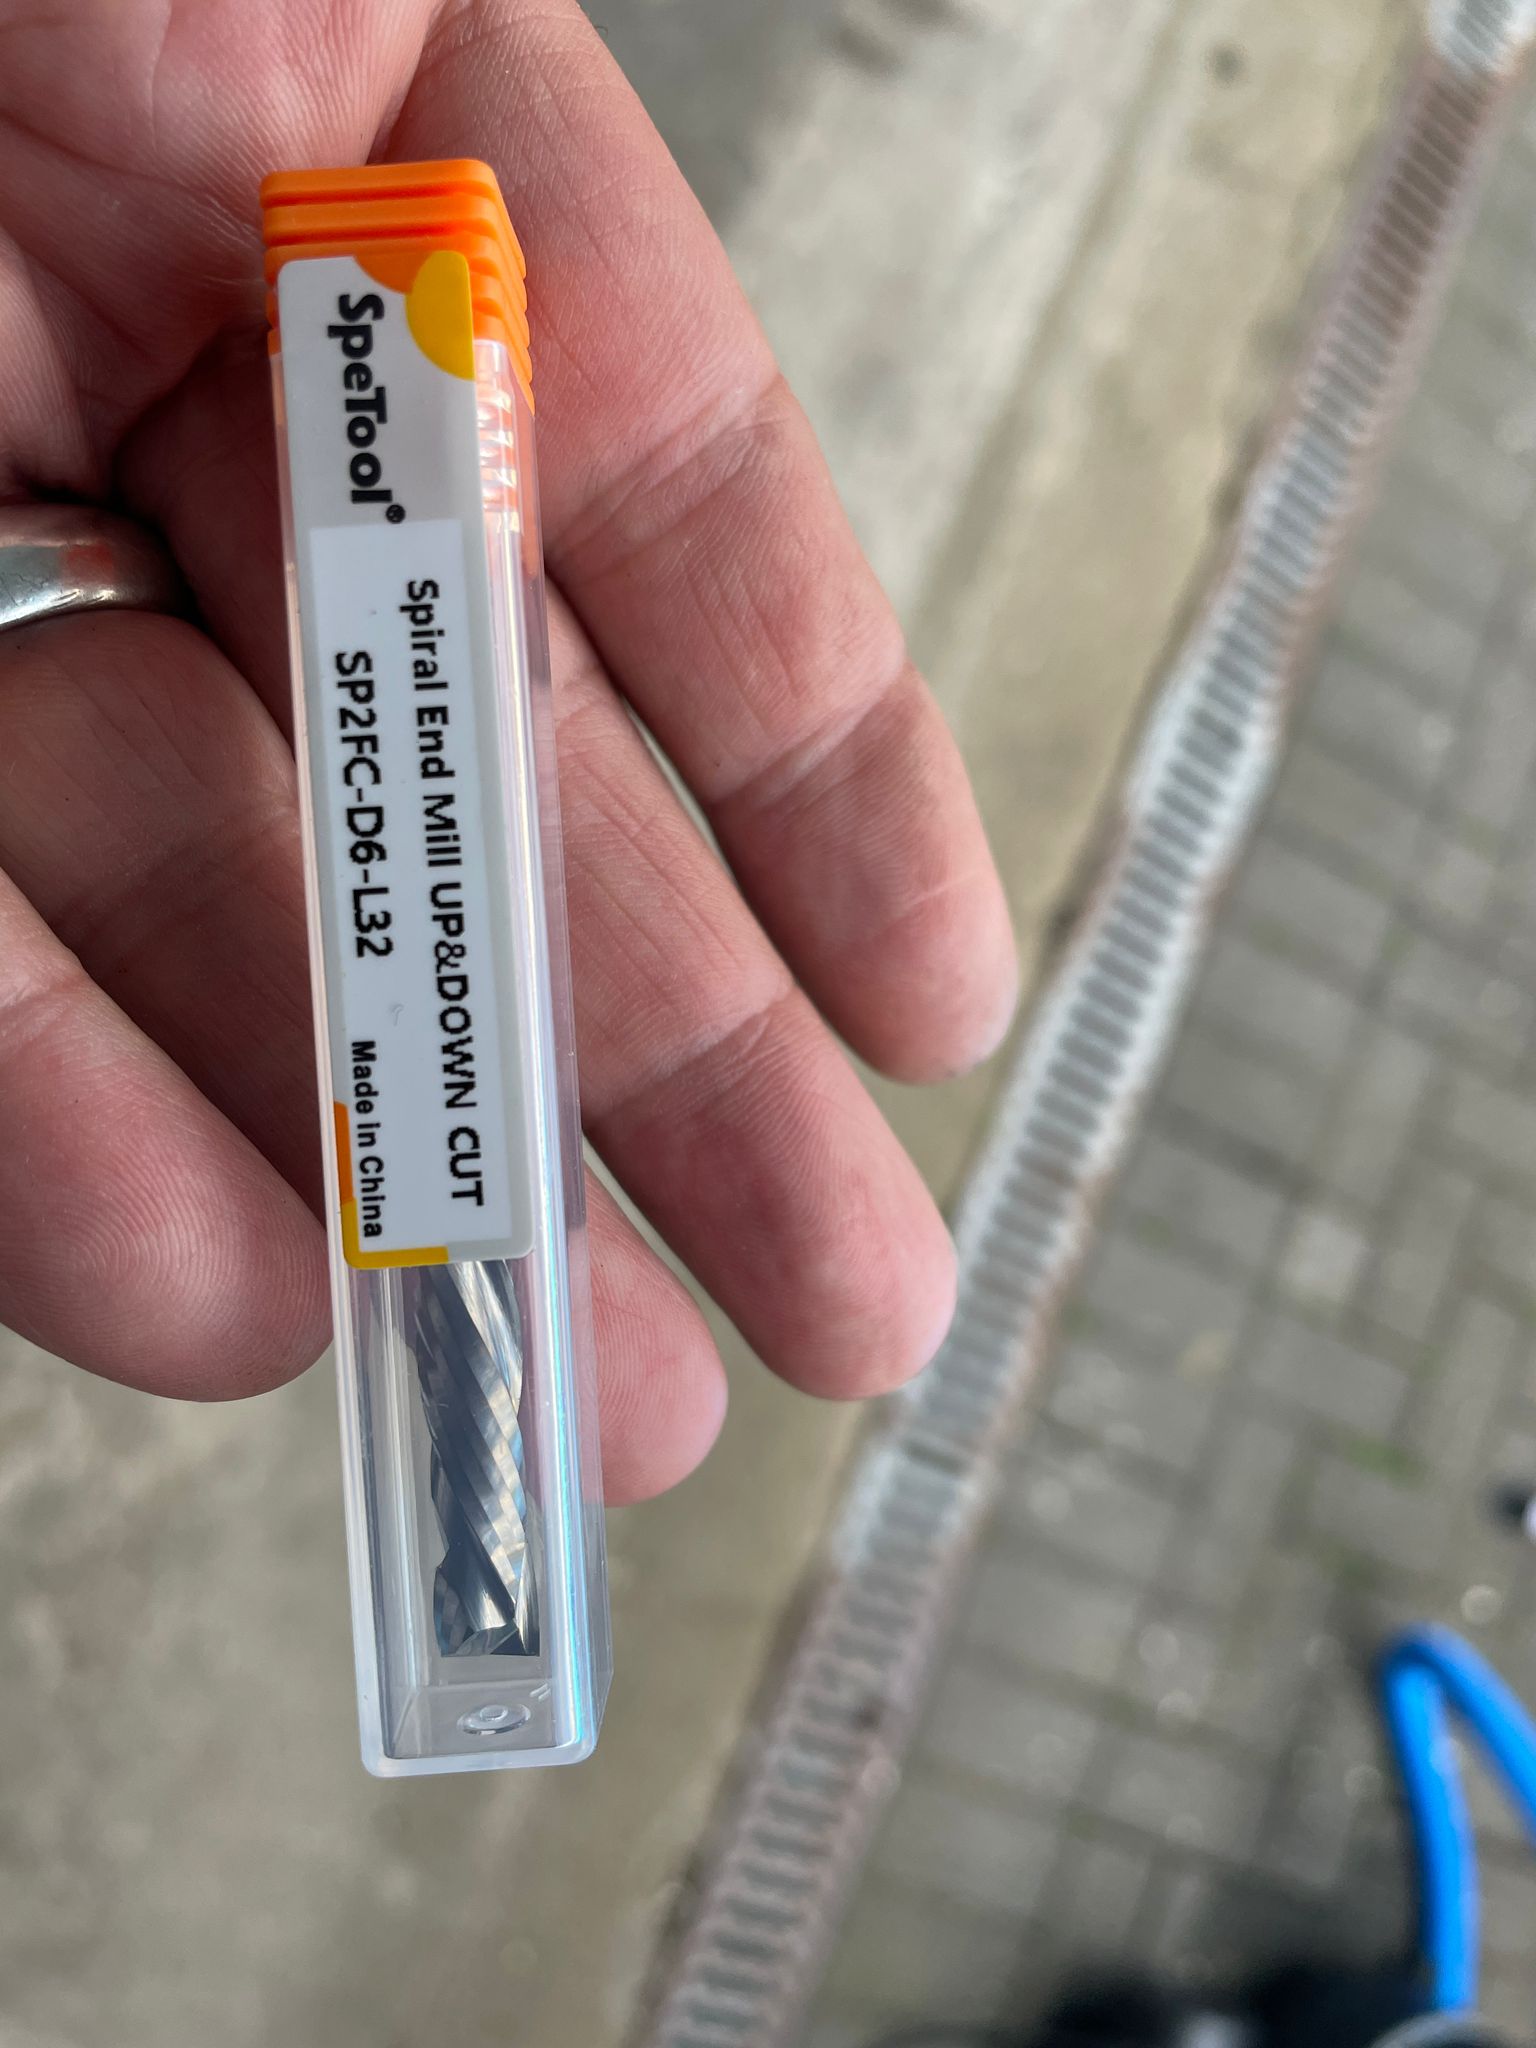 SpeTool®
Spiral End Mill UP&DOWN CUT
SP2FC-D6-L32
Made in China